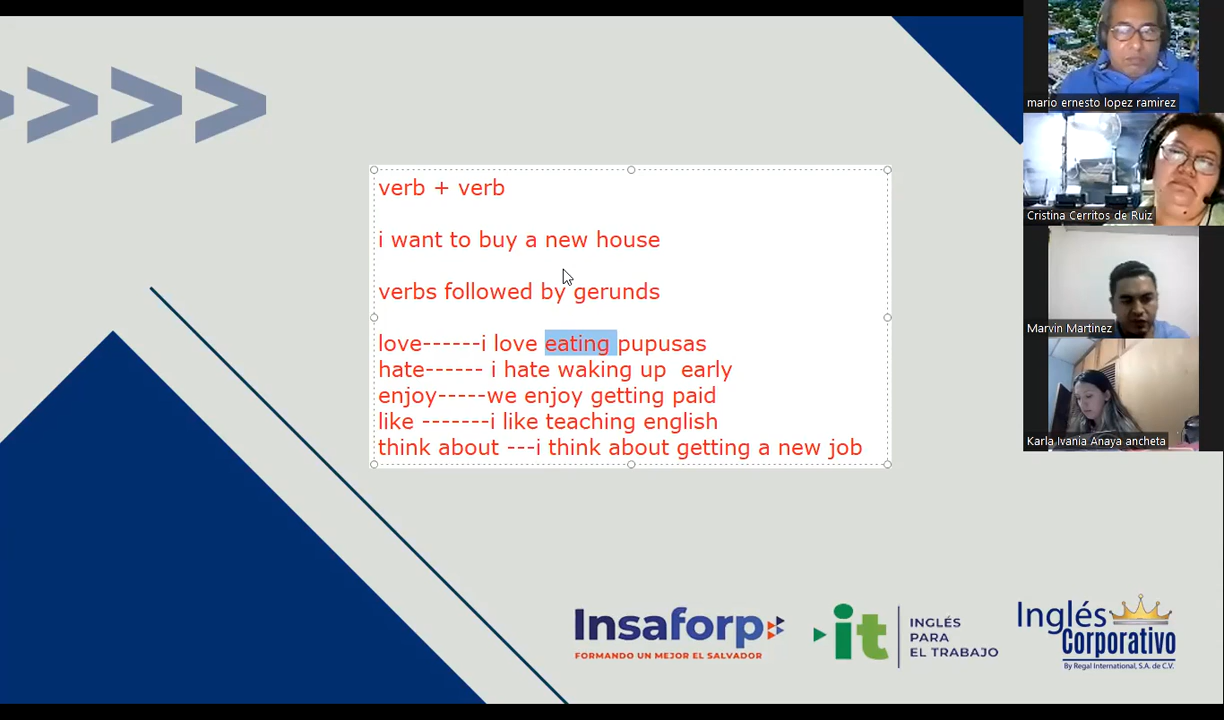 verb + verb
i want to buy a new house
verbs followed by gerunds
love------i love eating pupusas
hate------ i hate waking up  early
enjoy-----we enjoy getting paid
like -------i like teaching english
think about ---i think about getting a new job
mario ernesto lopez ramirez
Cristina Cerritos de Ruiz
Marvin Martinez
Karla Ivania Anaya ancheta
Insaforp
FORMANDO UN MEJOR EL SALVADOR
it
INGLÉS
PARA
EL TRABAJO
Inglés
Corporativo
By Regal International, S.A. de C.V.